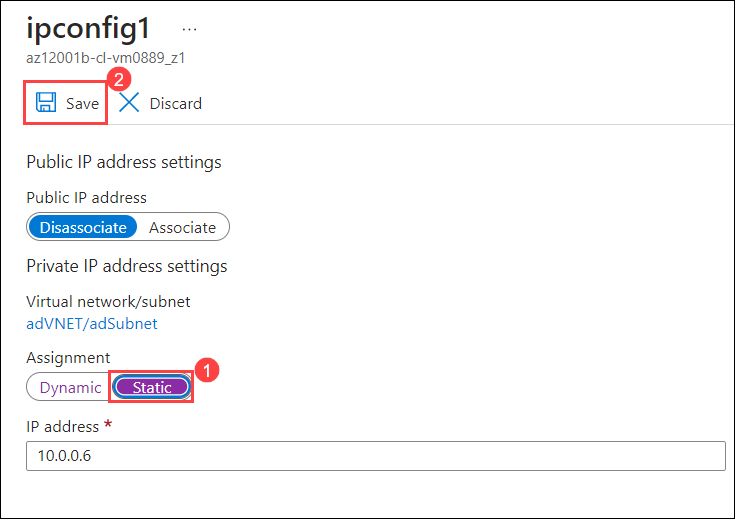 ipconfig1 ...
az12001b-cl-vm0889_z1
2
Save Discard
Public IP address settings
Public IP address
Disassociate Associate
Private IP address settings
Virtual network/subnet
adVNET/adSubnet
Assignment
1
Dynamic Static
IP address *
10.0.0.6